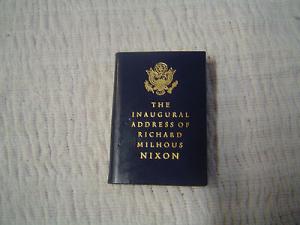 THE
INAUGURAL
ADDRESS OF
RICHARD
MILHOUS
NIXON